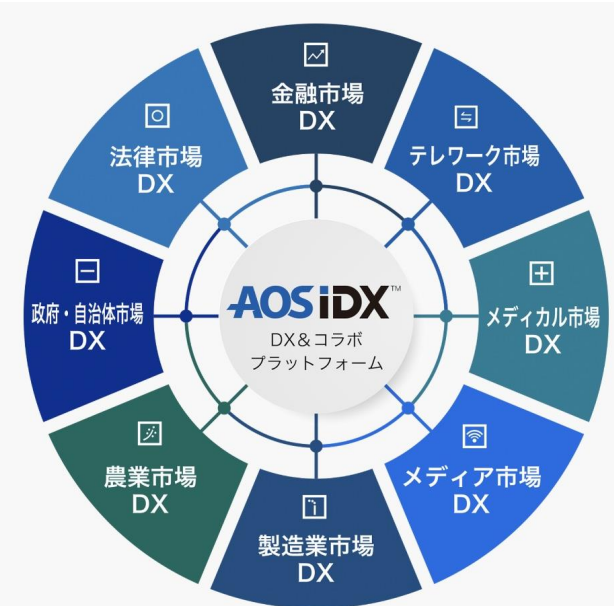 金融市場
DX
テレワーク市場
DX
メディカル市場
DX
メディア市場
DX
製造業市場
DX
農業市場
DX
政府・自治体市場
DX
法律市場
DX
AOS iDX™
DX&コラボ
プラットフォーム